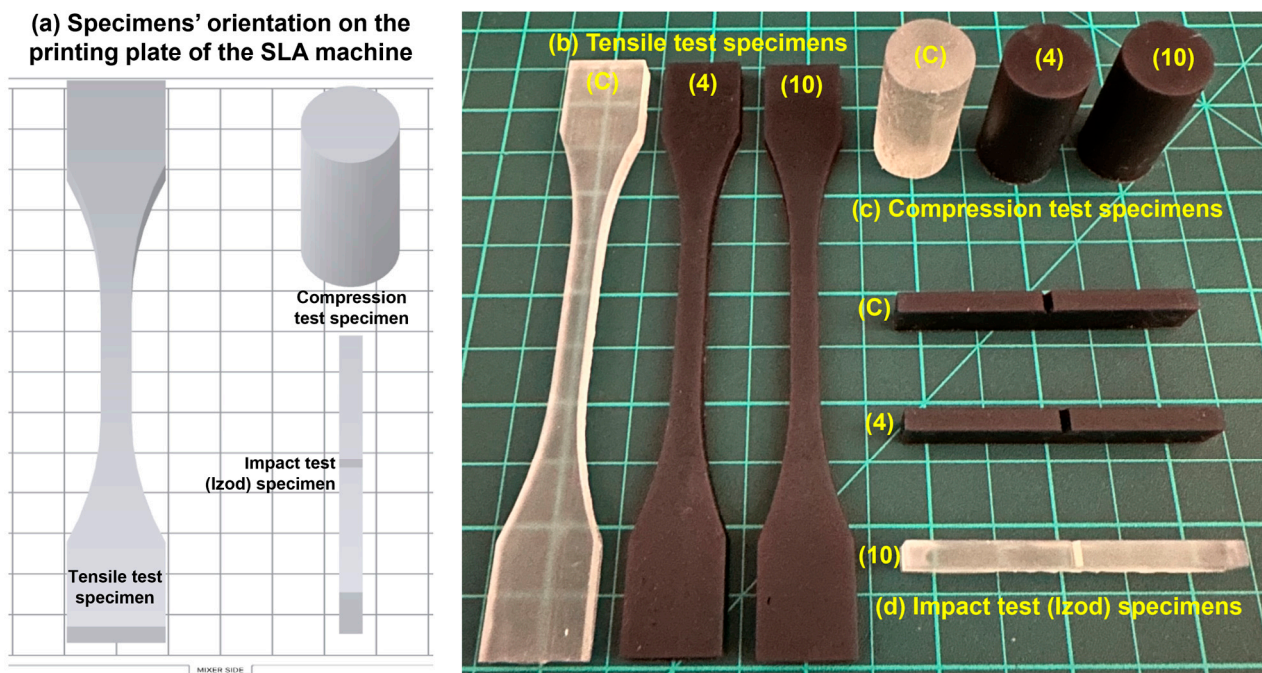 (a) Specimens' orientation on the
printing plate of the SLA machine
Compression
test specimen
Impact test
(Izod) specimen
Tensile test
specimen
MIXER SIDE
(b) Tensile test specimens
(C)
(4)
(10)
(C)
(4)
(10)
(c) Compression test specimens
(C)
(4)
(10)
(d) Impact test (Izod) specimens